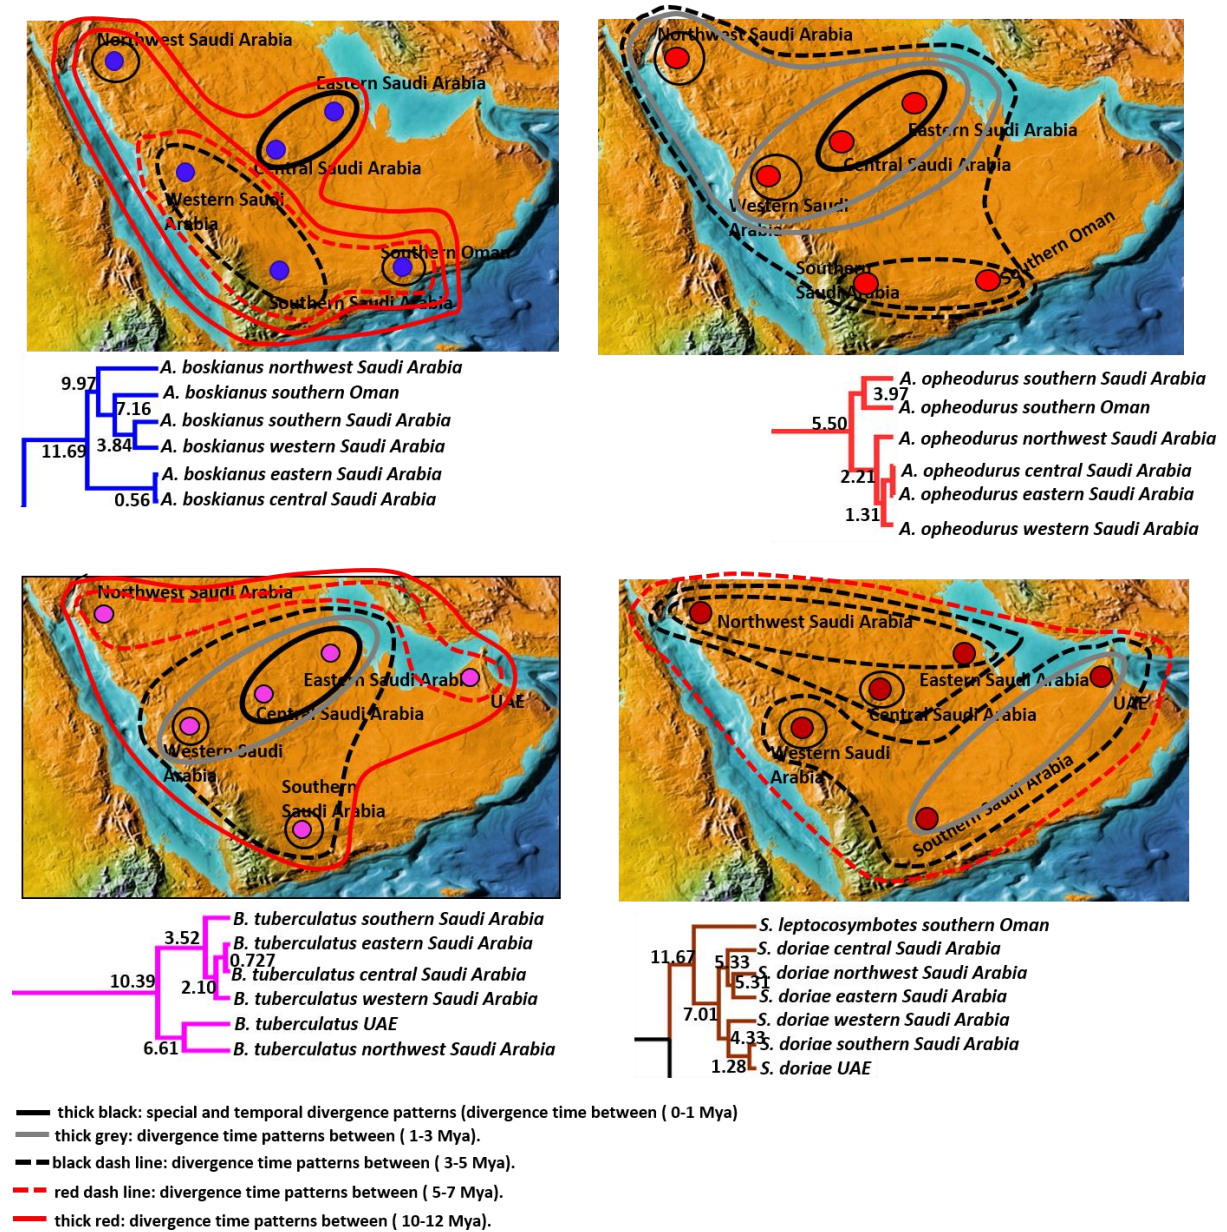 Northwest Saudi Arabia
Eastern Saudi Arabia
Central Saudi Arabia
Western Saudi
Arabia
Southern Oman
Southern Saudi Arabia
9.97
7.16
3.84
11.69
0.56
A. boskianus northwest Saudi Arabia
A. boskianus southern Oman
A. boskianus southern Saudi Arabia
A. boskianus western Saudi Arabia
A. boskianus eastern Saudi Arabia
A. boskianus central Saudi Arabia
Northwest Saudi Arabia
Eastern Saudi Arabia
Central Saudi Arabia
Western Saudi
Arabia
Southern
Saudi Arabia
Southern Oman
3.97
5.50
2.21
1.31
A. opheodurus southern Saudi Arabia
A. opheodurus southern Oman
A. opheodurus northwest Saudi Arabia
A. opheodurus central Saudi Arabia
A. opheodurus eastern Saudi Arabia
A. opheodurus western Saudi Arabia
Northwest Saudi Arabia
Eastern Saudi Arabia
UAE
Central Saudi Arabia
Western Saudi
Arabia
Southern
Saudi Arabia
3.52
0.727
10.39
2.10
6.61
B. tuberculatus southern Saudi Arabia
B. tuberculatus eastern Saudi Arabia
B. tuberculatus central Saudi Arabia
B. tuberculatus western Saudi Arabia
B. tuberculatus UAE
B. tuberculatus northwest Saudi Arabia
Northwest Saudi Arabia
Eastern Saudi Arabia
UAE
Central Saudi Arabia
Western Saudi
Arabia
Southern Saudi Arabia
11.67
5.33
5.31
7.01
4.33
1.28
S. leptocosymbotes southern Oman
S. doriae central Saudi Arabia
S. doriae northwest Saudi Arabia
S. doriae eastern Saudi Arabia
S. doriae western Saudi Arabia
S. doriae southern Saudi Arabia
S. doriae UAE
thick black: special and temporal divergence patterns (divergence time between ( 0-1 Mya)
thick grey: divergence time patterns between ( 1-3 Mya).
black dash line: divergence time patterns between ( 3-5 Mya).
red dash line: divergence time patterns between ( 5-7 Mya).
thick red: divergence time patterns between ( 10-12 Mya).